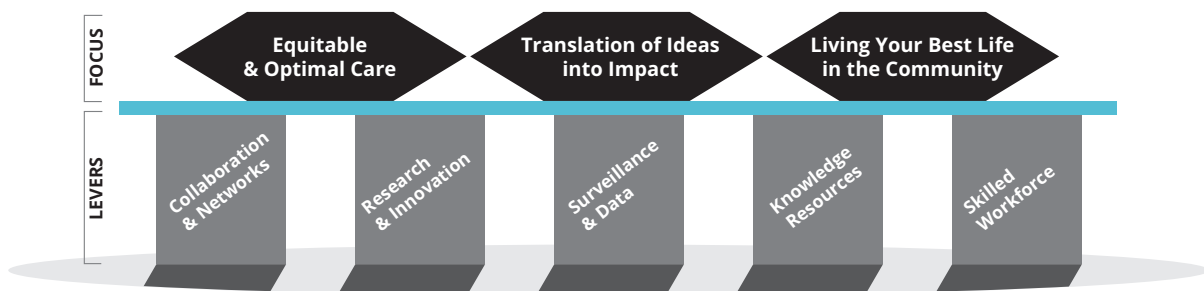 FOCUS
Equitable
& Optimal Care
Translation of Ideas
into Impact
Living Your Best Life
in the Community
LEVERS
Collaboration
& Networks
Research
& Innovation
Surveillance
& Data
Knowledge
Resources
Skilled
Workforce